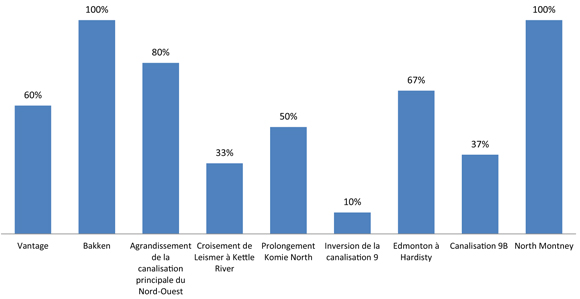 100%
100%
80%
67%
60%
50%
37%
33%
10%
Vantage
Bakken
Agrandissement
de la
canalisation
principale du
Nord-Ouest
Croisement de
Leismer à Kettle
River
Prolongement
Komie North
Inversion de la
canalisation 9
Edmonton à
Hardisty
Canalisation 9B
North Montney